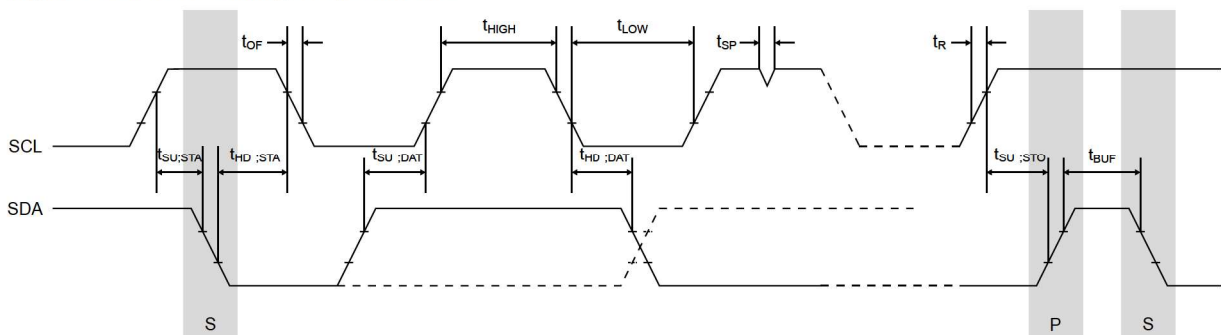 tOF
tHIGH
tLOW
tSP
tR
SCL
tSU;STA
tHD ;STA
tSU ;DAT
tHD ;DAT
tSU ;STO
tBUF
SDA
S
P
S